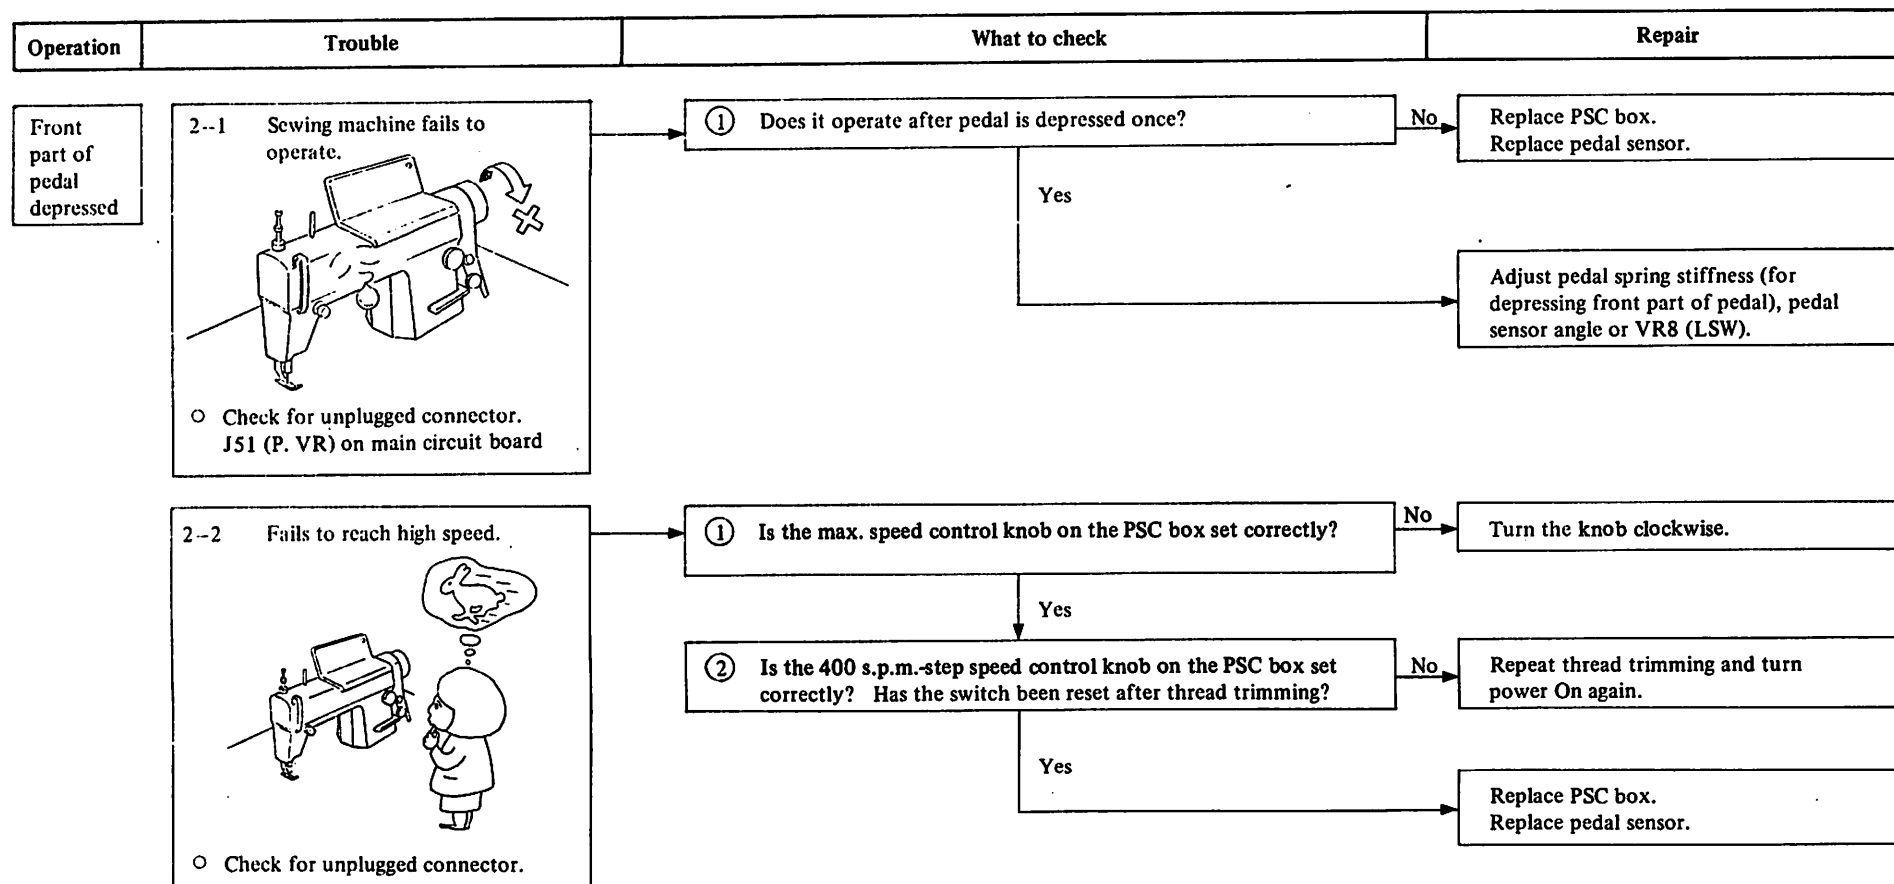 Operation
Trouble
What to check
Repair
Front
part of
pedal
depressed
2--1 Sewing machine fails to
operate.
○ Check for unplugged connector.
J51 (P. VR) on main circuit board
① Does it operate after pedal is depressed once?
No
Replace PSC box.
Replace pedal sensor.
Yes
Adjust pedal spring stiffness (for
depressing front part of pedal), pedal
sensor angle or VR8 (LSW).
2--2 Fails to reach high speed.
○ Check for unplugged connector.
① Is the max. speed control knob on the PSC box set correctly?
No
Turn the knob clockwise.
Yes
② Is the 400 s.p.m.-step speed control knob on the PSC box set
correctly? Has the switch been reset after thread trimming?
No
Repeat thread trimming and turn
power On again.
Yes
Replace PSC box.
Replace pedal sensor.